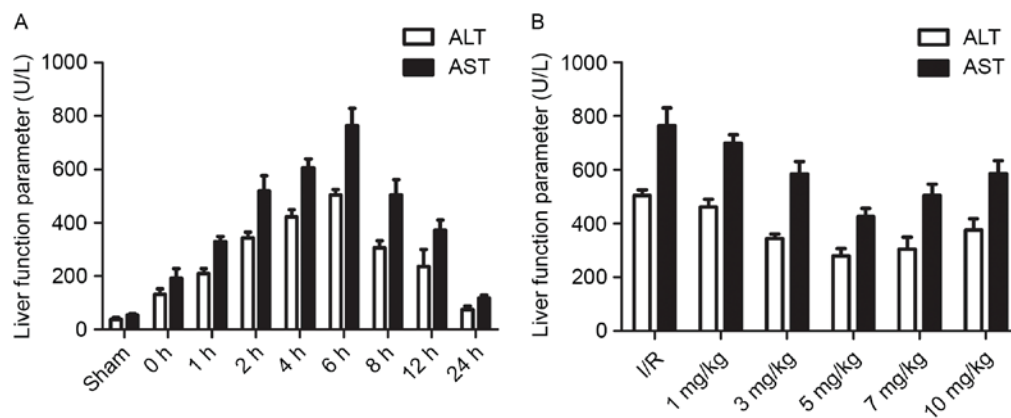 A
ALT
AST
Liver function parameter (U/L)
1000
800
600
400
200
0
Sham
0 h
1 h
2 h
4 h
6 h
8 h
12 h
24 h
B
ALT
AST
Liver function parameter (U/L)
1000
800
600
400
200
0
I/R
1 mg/kg
3 mg/kg
5 mg/kg
7 mg/kg
10 mg/kg